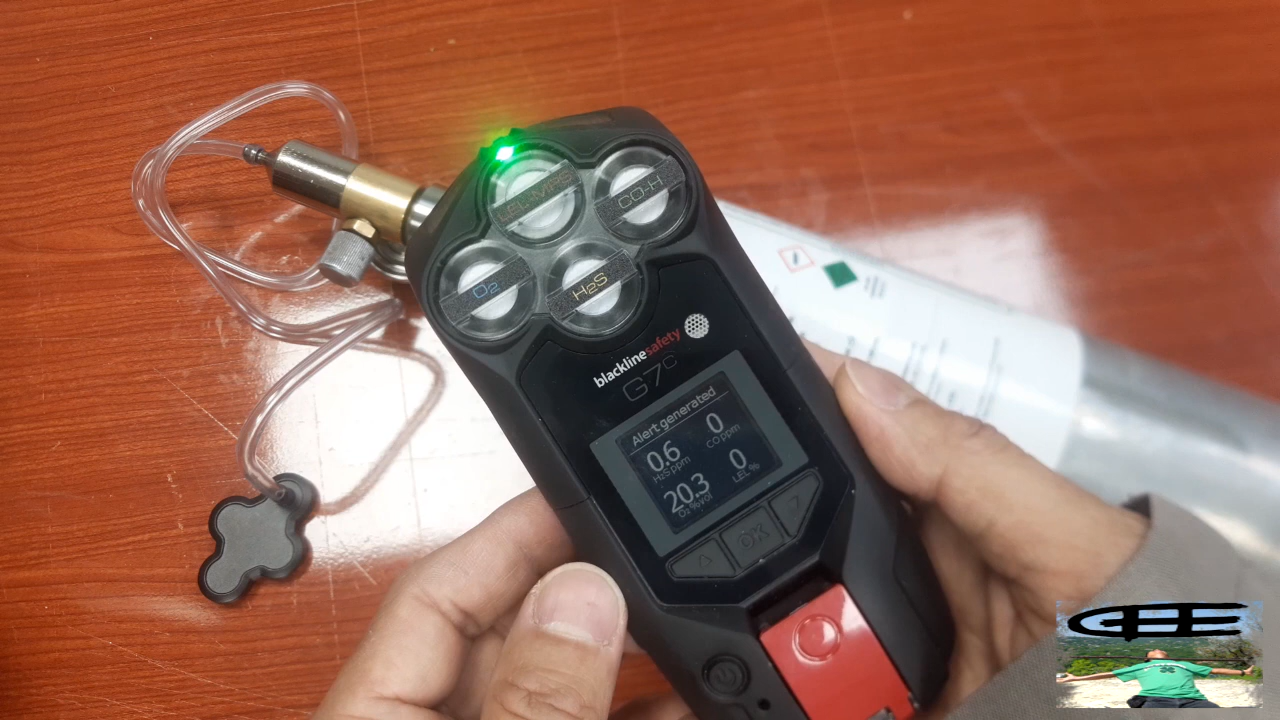 LEL-MPS
CO-H
O2
H2S
blacklinesafety
G7c
Alert generated
0.6
H2S ppm
0
CO ppm
20.3
O2 %vol
0
LEL %
OK
GEE